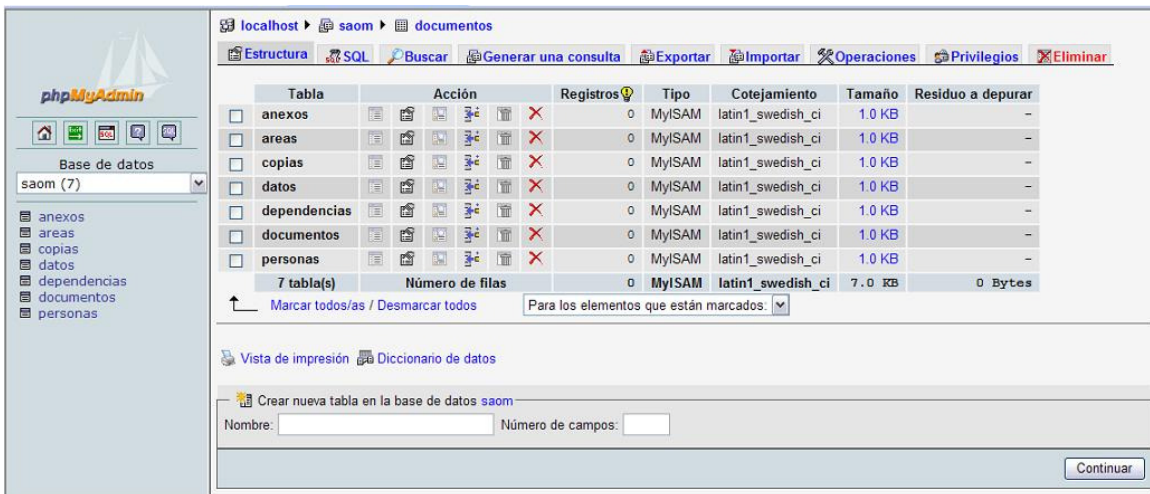 phpMyAdmin
SQL
Base de datos
saom (7)
anexos
areas
copias
datos
dependencias
documentos
personas
localhost saom documentos
Estructura SQL Buscar Generar una consulta Exportar Importar Operaciones Privilegios Eliminar
Tabla Acción Registros Tipo Cotejamiento Tamaño Residuo a depurar
anexos 0 MyISAM latin1_swedish_ci 1.0 KB -
areas 0 MyISAM latin1_swedish_ci 1.0 KB -
copias 0 MyISAM latin1_swedish_ci 1.0 KB -
datos 0 MyISAM latin1_swedish_ci 1.0 KB -
dependencias 0 MyISAM latin1_swedish_ci 1.0 KB -
documentos 0 MyISAM latin1_swedish_ci 1.0 KB -
personas 0 MyISAM latin1_swedish_ci 1.0 KB -
7 tabla(s) Número de filas 0 MyISAM latin1_swedish_ci 7.0 KB 0 Bytes
Marcar todos/as / Desmarcar todos Para los elementos que están marcados:
Vista de impresión Diccionario de datos
Crear nueva tabla en la base de datos saom
Nombre: Número de campos:
Continuar